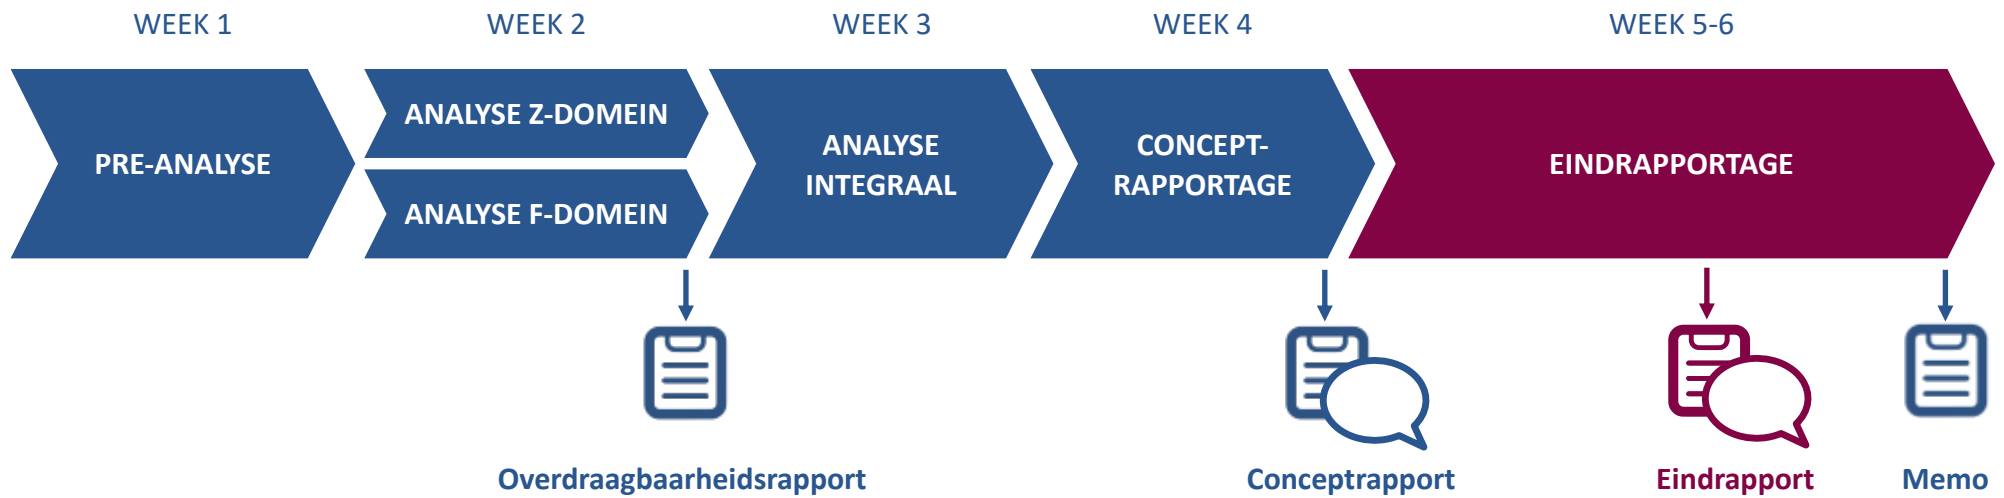 WEEK 1
WEEK 2
WEEK 3
WEEK 4
WEEK 5-6
PRE-ANALYSE
ANALYSE Z-DOMEIN
ANALYSE F-DOMEIN
ANALYSE
INTEGRAAL
CONCEPT-
RAPPORTAGE
EINDRAPPORTAGE
Overdraagbaarheidsrapport
Conceptrapport
Eindrapport
Memo